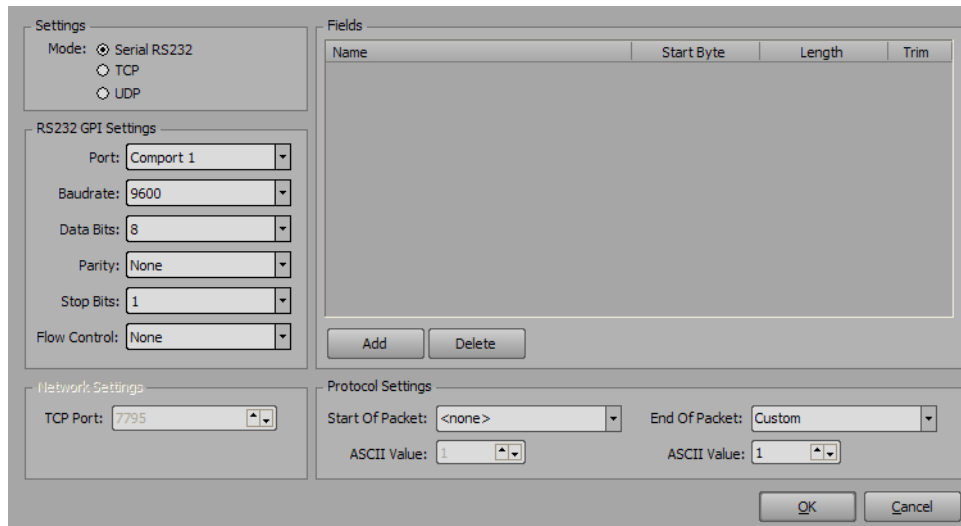 Settings
Mode: Serial RS232
TCP
UDP
RS232 GPI Settings
Port: Comport 1
Baudrate: 9600
Data Bits: 8
Parity: None
Stop Bits: 1
Flow Control: None
Network Settings
TCP Port: 7795
Fields
Name Start Byte Length Trim
Add Delete
Protocol Settings
Start Of Packet: <none> End Of Packet: Custom
ASCII Value: 1 ASCII Value: 1
OK Cancel